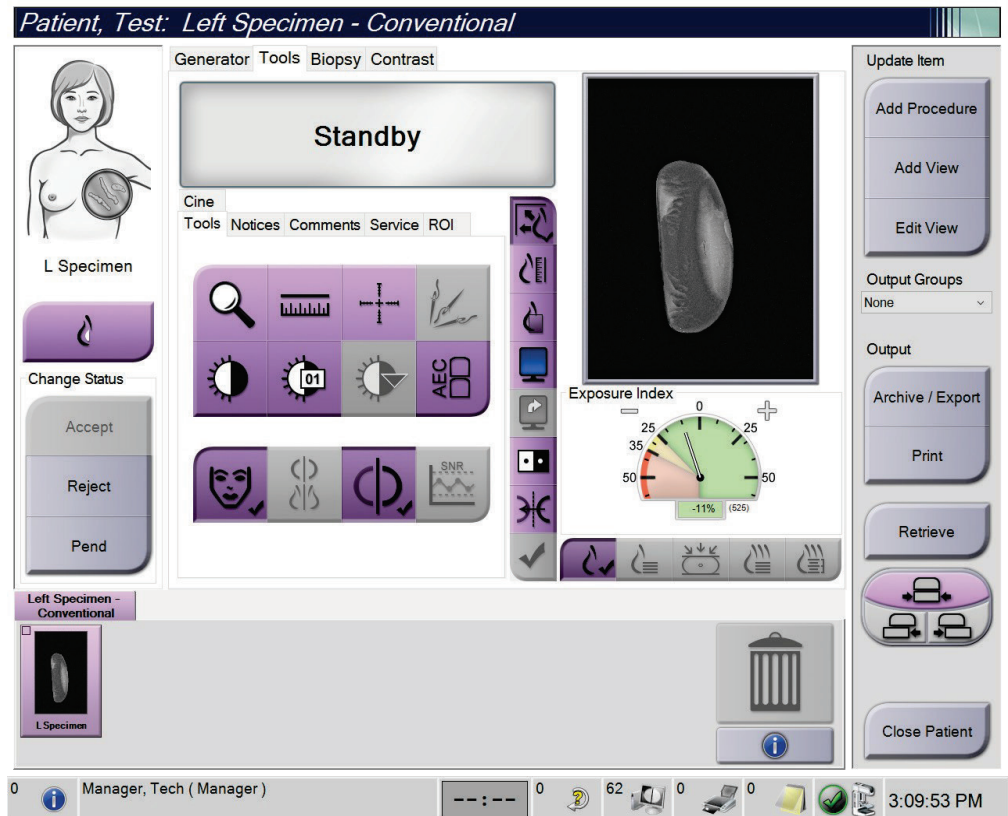 Patient, Test:  Left Specimen - Conventional
Generator Tools Biopsy Contrast
Standby
Cine
Tools Notices Comments Service ROI
01
AEC
SNR
L Specimen
Change Status
Accept
Reject
Pend
Exposure Index
0
25 25
35
50 50
-11% (525)
Update Item
Add Procedure
Add View
Edit View
Output Groups
None
Output
Archive / Export
Print
Retrieve
Close Patient
Left Specimen -
Conventional
L Specimen
0 Manager, Tech ( Manager ) --:-- 0 62 0 0 3:09:53 PM